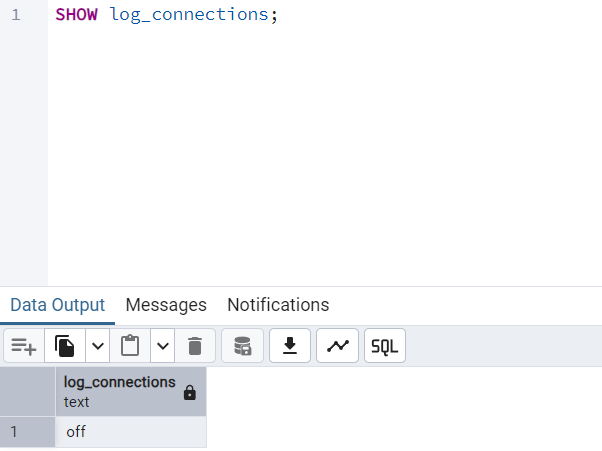 1 SHOW log_connections;
Data Output Messages Notifications
SQL
log_connections
text
1 off